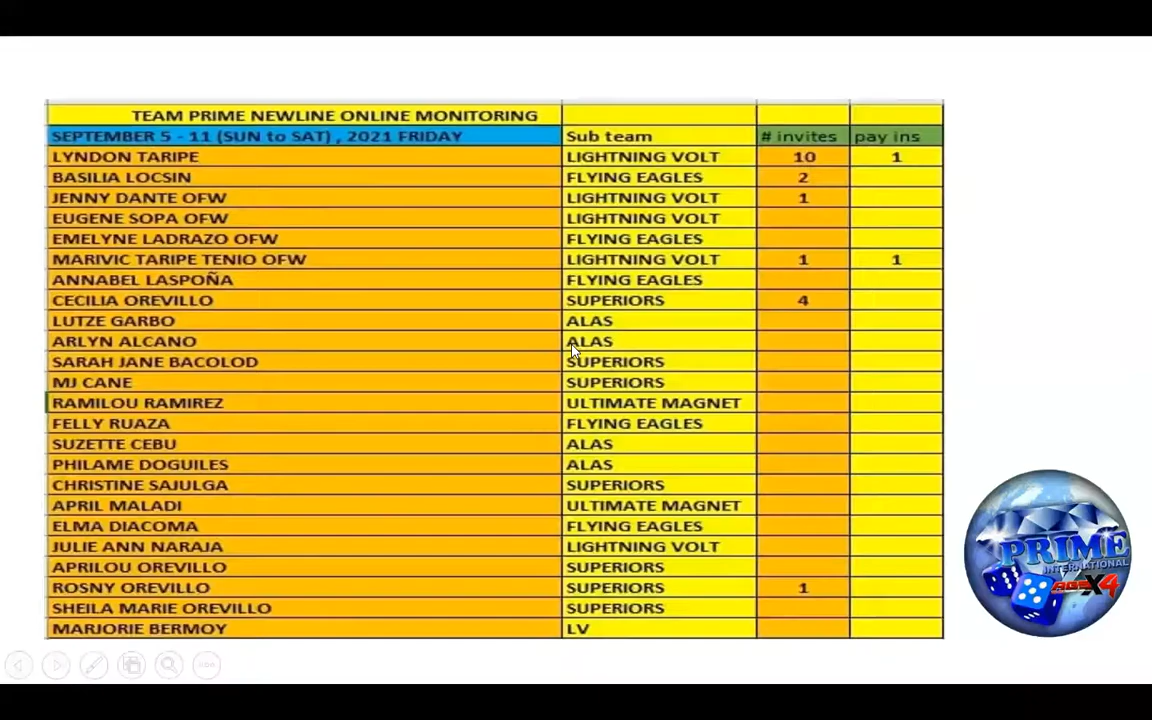 TEAM PRIME NEWLINE ONLINE MONITORING
SEPTEMBER 5 - 11 (SUN to SAT) , 2021 FRIDAY Sub team # invites pay ins
LYNDON TARIPE LIGHTNING VOLT 10 1
BASILIA LOCSIN FLYING EAGLES 2
JENNY DANTE OFW LIGHTNING VOLT 1
EUGENE SOPA OFW LIGHTNING VOLT
EMELYNE LADRAZO OFW FLYING EAGLES
MARIVIC TARIPE TENIO OFW LIGHTNING VOLT 1 1
ANNABEL LASPOÑA FLYING EAGLES
CECILIA OREVILLO SUPERIORS 4
LUTZE GARBO ALAS
ARLYN ALCANO ALAS
SARAH JANE BACOLOD SUPERIORS
MJ CANE SUPERIORS
RAMILOU RAMIREZ ULTIMATE MAGNET
FELLY RUAZA FLYING EAGLES
SUZETTE CEBU ALAS
PHILAME DOGUILES ALAS
CHRISTINE SAJULGA SUPERIORS
APRIL MALADI ULTIMATE MAGNET
ELMA DIACOMA FLYING EAGLES
JULIE ANN NARAJA LIGHTNING VOLT
APRILOU OREVILLO SUPERIORS
ROSNY OREVILLO SUPERIORS 1
SHEILA MARIE OREVILLO SUPERIORS
MARJORIE BERMOY LV
PRIME
INTERNATIONAL
X4